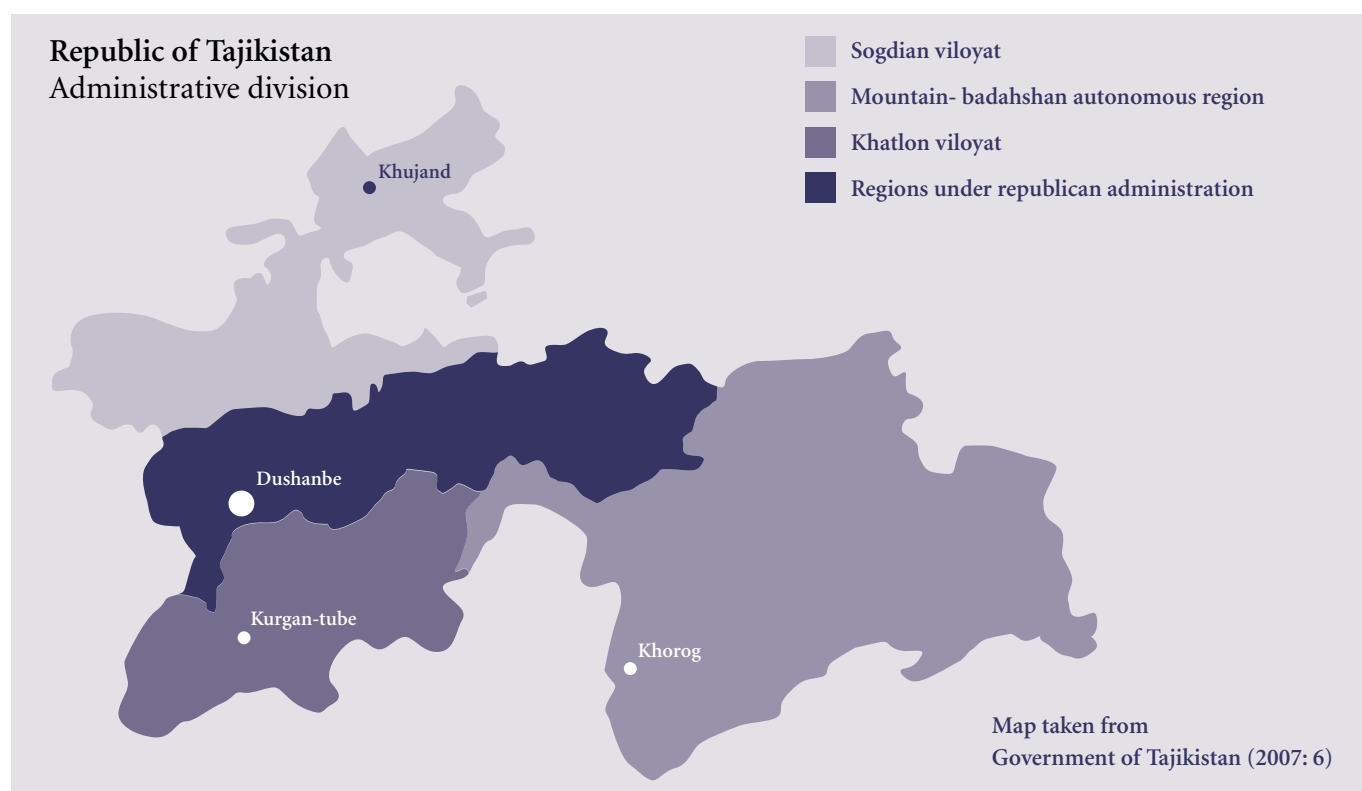 Republic of Tajikistan
Administrative division
Sogdian viloyat
Mountain- badahshan autonomous region
Khatlon viloyat
Regions under republican administration
Khujand
Dushanbe
Kurgan-tube
Khorog
Map taken from
Government of Tajikistan (2007: 6)